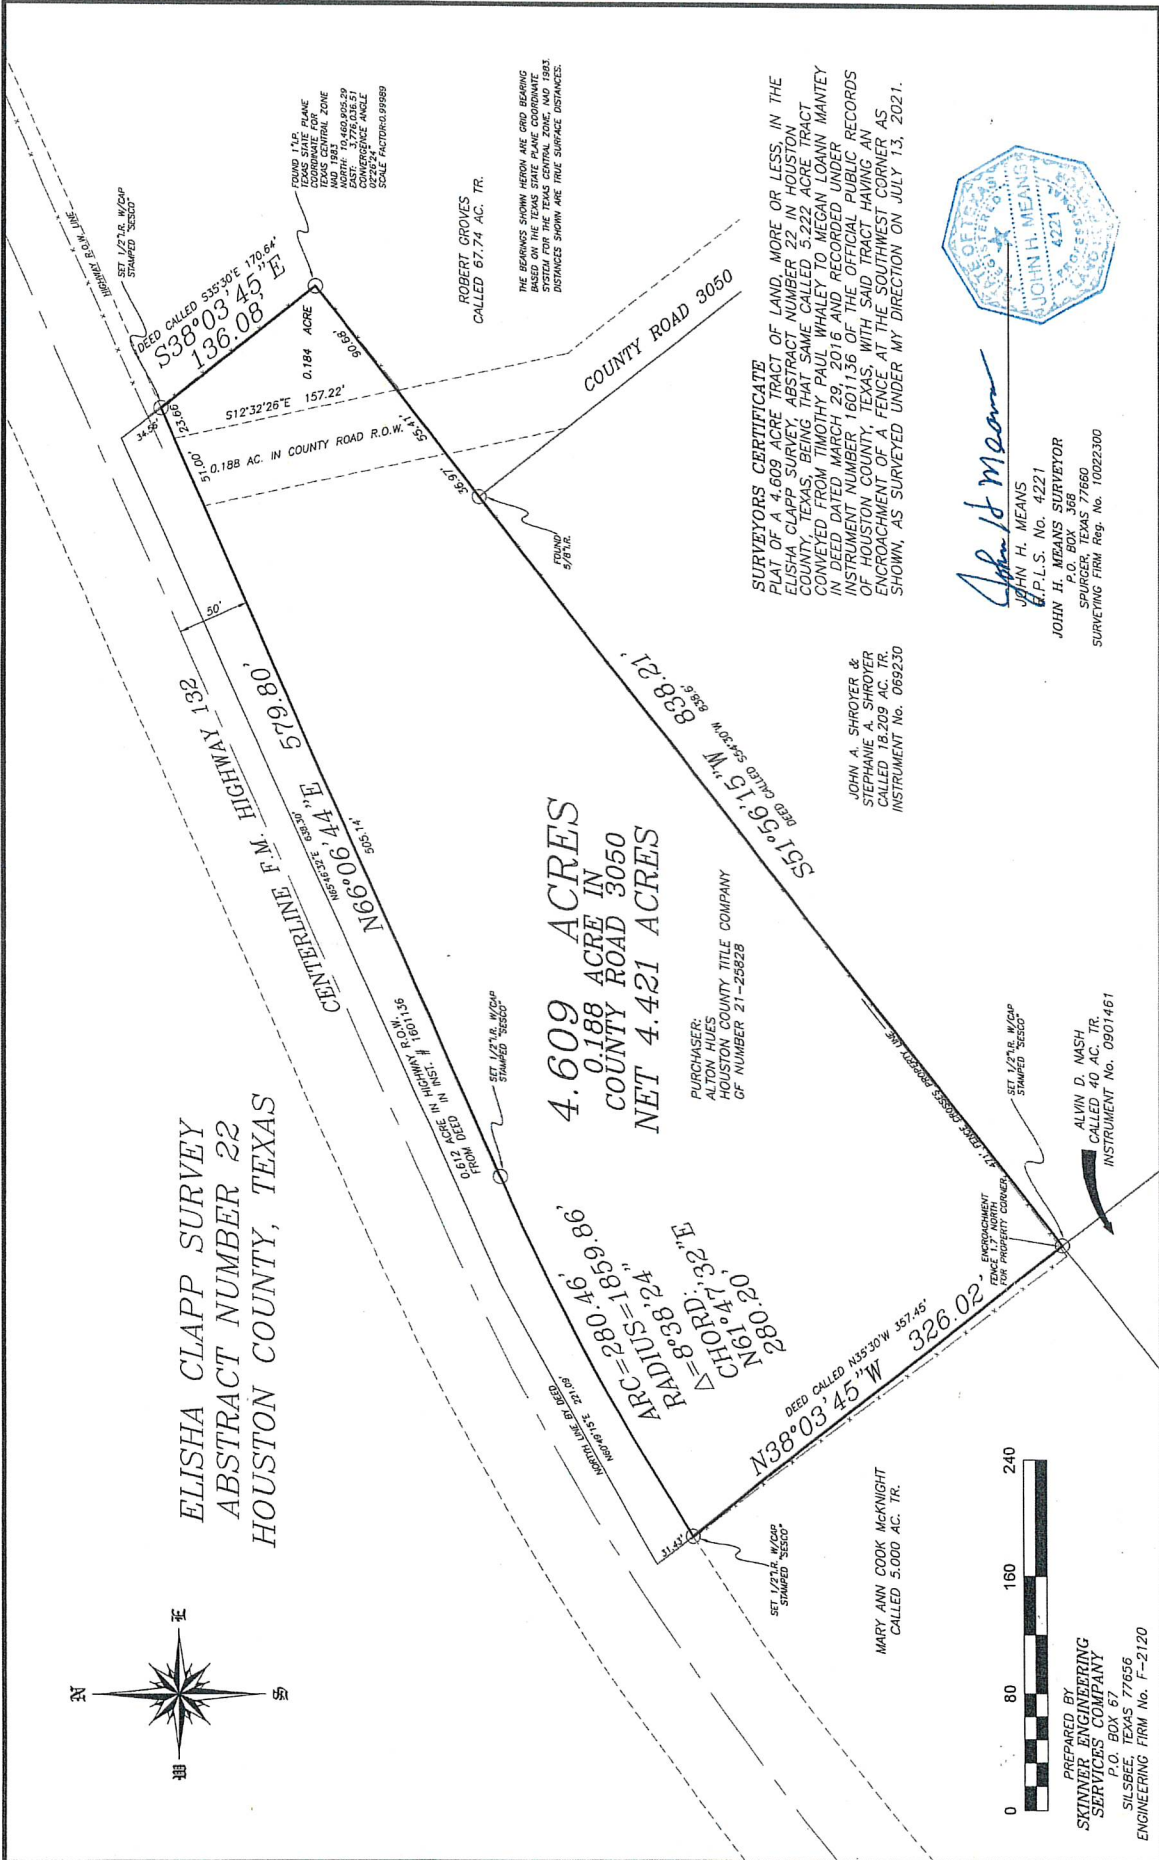 ELISHA CLAPP SURVEY
ABSTRACT NUMBER 22
HOUSTON COUNTY, TEXAS
N
W
E
S
HIGHWAY R.O.W. LINE
SET 1/2"I.R. W/CAP
STAMPED "SESCO"
DEED CALLED S35°30'E 170.64'
S38°03'45"E
136.08'
FOUND 1"I.P.
TEXAS STATE PLANE
COORDINATE FOR
TEXAS CENTRAL ZONE
NAD 1983
NORTH: 10,460,905.29
EAST: 3,776,036.51
CONVERGENCE ANGLE
02°26'24"
SCALE FACTOR:0.99989
34.56'
23.66'
51.00'
0.184 ACRE
S12°32'26"E 157.22'
0.188 AC. IN COUNTY ROAD R.O.W.
90.68'
55.41'
36.97'
ROBERT GROVES
CALLED 67.74 AC. TR.
THE BEARINGS SHOWN HERON ARE GRID BEARING
BASED ON THE TEXAS STATE PLANE COORDINATE
SYSTEM FOR THE TEXAS CENTRAL ZONE, NAD 1983.
DISTANCES SHOWN ARE TRUE SURFACE DISTANCES.
COUNTY ROAD 3050
FOUND
5/8"I.R.
50'
CENTERLINE F.M. HIGHWAY 132
N65°46'32"E 638.30'
N66°06'44"E 579.80'
505.14'
0.612 ACRE IN HIGHWAY R.O.W.
FROM DEED IN INST. # 1601136
SET 1/2"I.R. W/CAP
STAMPED "SESCO"
4.609 ACRES
0.188 ACRE IN
COUNTY ROAD 3050
NET 4.421 ACRES
PURCHASER:
ALTON HUES
HOUSTON COUNTY TITLE COMPANY
GF NUMBER 21-25828
S51°56'15"W 838.21'
DEED CALLED S54°30'W 838.6'
471' FENCE CROSSES PROPERTY LINE
NORTH LINE BY DEED
N60°49'15"E 221.09'
ARC=280.46'
RADIUS=1859.86'
Δ=8°38'24"
CHORD:
N61°47'32"E
280.20'
31.43'
SET 1/2"I.R. W/CAP
STAMPED "SESCO"
DEED CALLED N35°30'W 357.45'
N38°03'45"W 326.02'
ENCROACHMENT
FENCE 1.7' NORTH
FOR PROPERTY CORNER
SET 1/2"I.R. W/CAP
STAMPED "SESCO"
ALVIN D. NASH
CALLED 40 AC. TR.
INSTRUMENT No. 0901461
MARY ANN COOK McKNIGHT
CALLED 5.000 AC. TR.
JOHN A. SHROYER &
STEPHANIE A. SHROYER
CALLED 18.209 AC. TR.
INSTRUMENT No. 069230
SURVEYORS CERTIFICATE
PLAT OF A 4.609 ACRE TRACT OF LAND, MORE OR LESS, IN THE
ELISHA CLAPP SURVEY, ABSTRACT NUMBER 22 IN HOUSTON
COUNTY, TEXAS, BEING THAT SAME CALLED 5.222 ACRE TRACT
CONVEYED FROM TIMOTHY PAUL WHALEY TO MEGAN LOANN MANTEY
IN DEED DATED MARCH 29, 2016 AND RECORDED UNDER
INSTRUMENT NUMBER 1601136 OF THE OFFICIAL PUBLIC RECORDS
OF HOUSTON COUNTY, TEXAS, WITH SAID TRACT HAVING AN
ENCROACHMENT OF A FENCE AT THE SOUTHWEST CORNER AS
SHOWN, AS SURVEYED UNDER MY DIRECTION ON JULY 13, 2021.
John H Means
JOHN H. MEANS
R.P.L.S. No. 4221
JOHN H. MEANS SURVEYOR
P.O. BOX 368
SPURGER, TEXAS 77660
SURVEYING FIRM Reg. No. 10022300
STATE OF TEXAS
REGISTERED
JOHN H. MEANS
4221
PROFESSIONAL
LAND
0 80 160 240
PREPARED BY
SKINNER ENGINEERING
SERVICES COMPANY
P.O. BOX 67
SILSBEE, TEXAS 77656
ENGINEERING FIRM No. F-2120